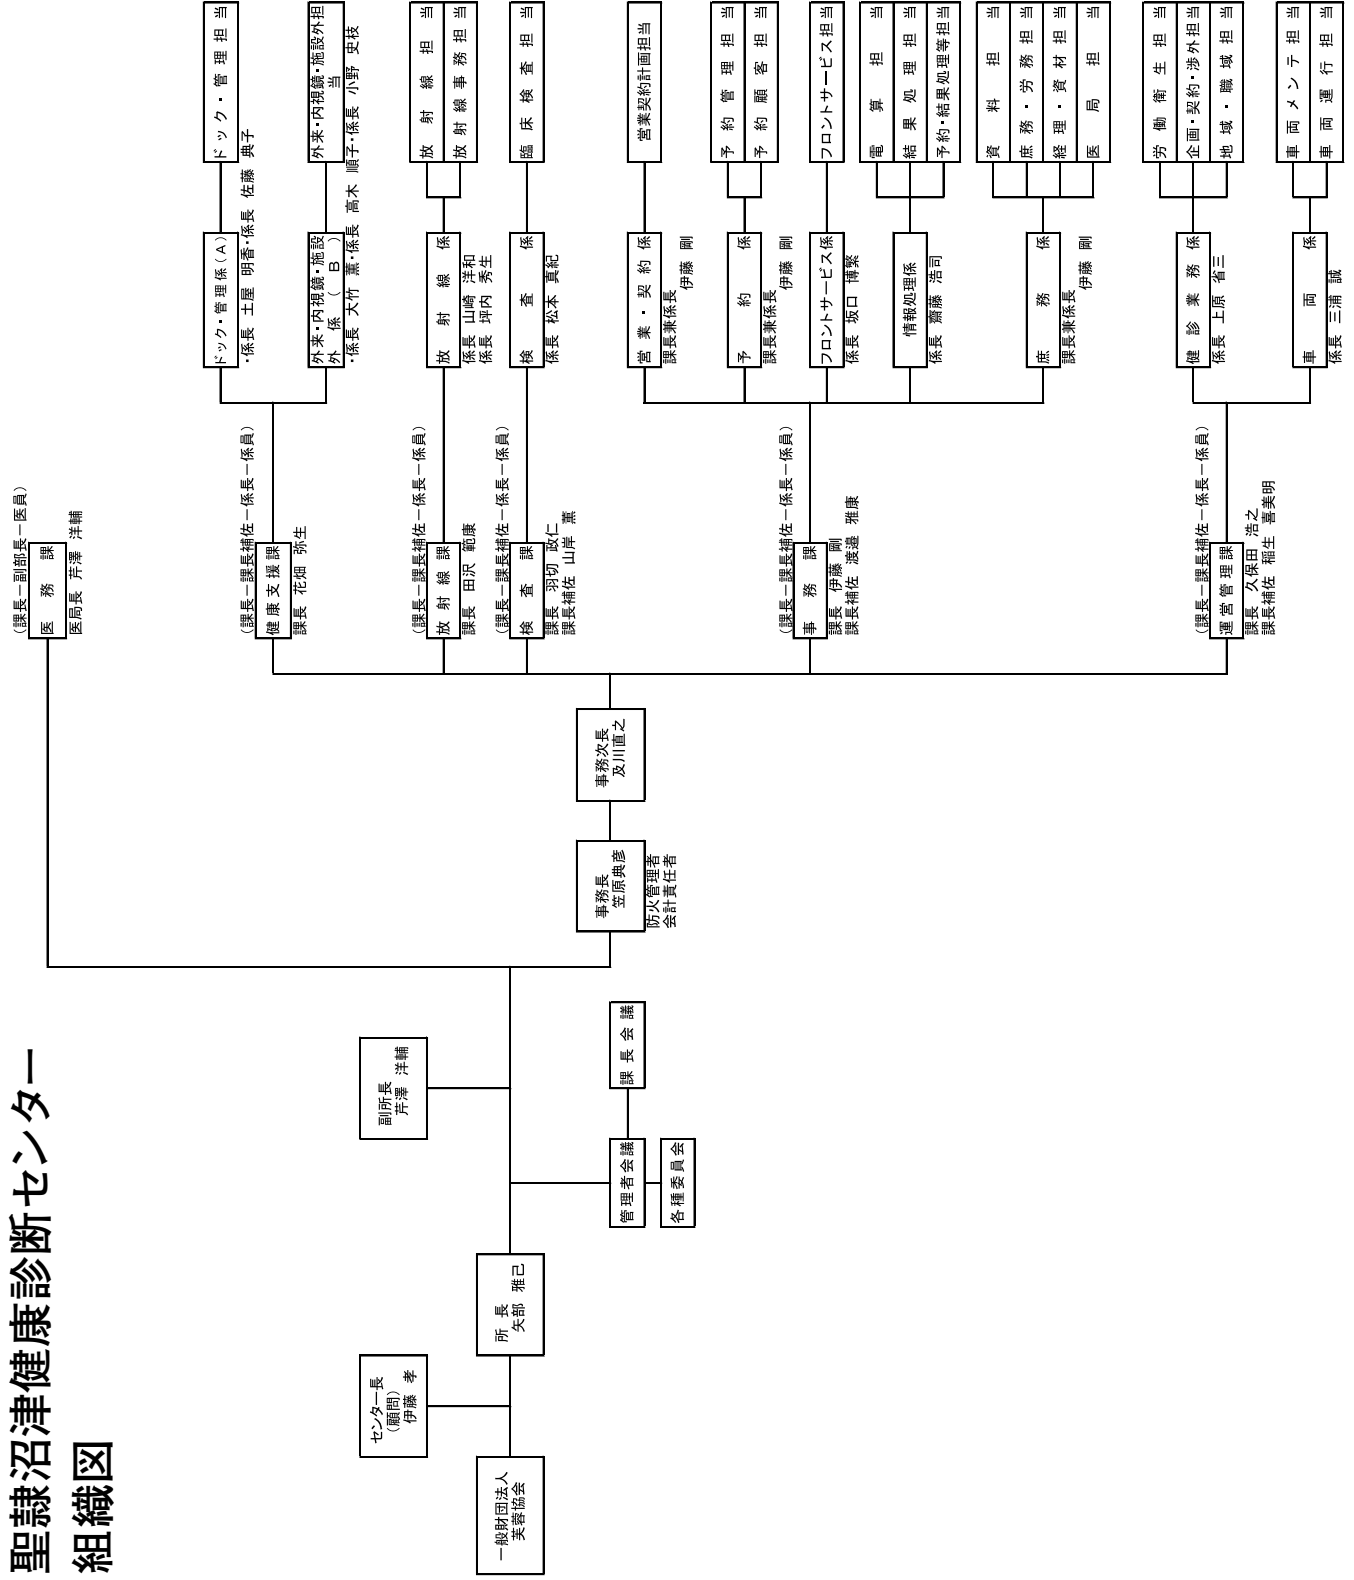 聖隷沼津健康診断センター
組織図
一般財団法人
芙蓉協会
センター長
（顧問）
伊藤　孝
所 長
矢部　雅己
副所長
芹澤　洋輔
管理者会議
課長会議
各種委員会
事務長
笠原典彦
防火管理者
会計責任者
事務次長
及川直之
（課長－副部長－医員）
医務課
医局長　芹澤　洋輔
（課長－課長補佐－係長－係員）
健康支援課
課長　花畑　弥生
ドック・管理係（A）
・係長 土屋 明香・係長 佐藤 典子
ドック・管理担当
外来・内視鏡・施設
外係（B）
・係長 大竹 薫・係長 高木 順子・係長 小野 史枝
外来・内視鏡・施設外担
当
（課長－課長補佐－係長－係員）
放射線課
課長　田沢　範康
放射線係
係長　山崎　洋和
係長　坪内　秀生
放射線担当
放射線事務担当
（課長－課長補佐－係長－係員）
検査課
課長　羽切　政仁
課長補佐　山岸　薫
検査係
係長　松本　真紀
臨床検査担当
（課長－課長補佐－係長－係員）
事務課
課長　伊藤　剛
課長補佐　渡邉　雅康
営業・契約係
課長兼係長
伊藤　剛
営業契約計画担当
予約係
課長兼係長
伊藤　剛
予約管理担当
予約顧客担当
フロントサービス係
係長　坂口　博繁
フロントサービス担当
情報処理係
係長　齋藤　浩司
電算担当
結果処理担当
予約・結果処理等担当
庶務係
課長兼係長
伊藤　剛
資料担当
庶務・労務担当
経理・資材担当
医局担当
（課長－課長補佐－係長－係員）
運営管理課
課長　久保田　浩之
課長補佐　稲生　喜美明
健診業務係
係長　上原　省三
労働衛生担当
企画・契約・渉外担当
地域・職域担当
車両係
係長　三浦　誠
車両メンテ担当
車両運行担当